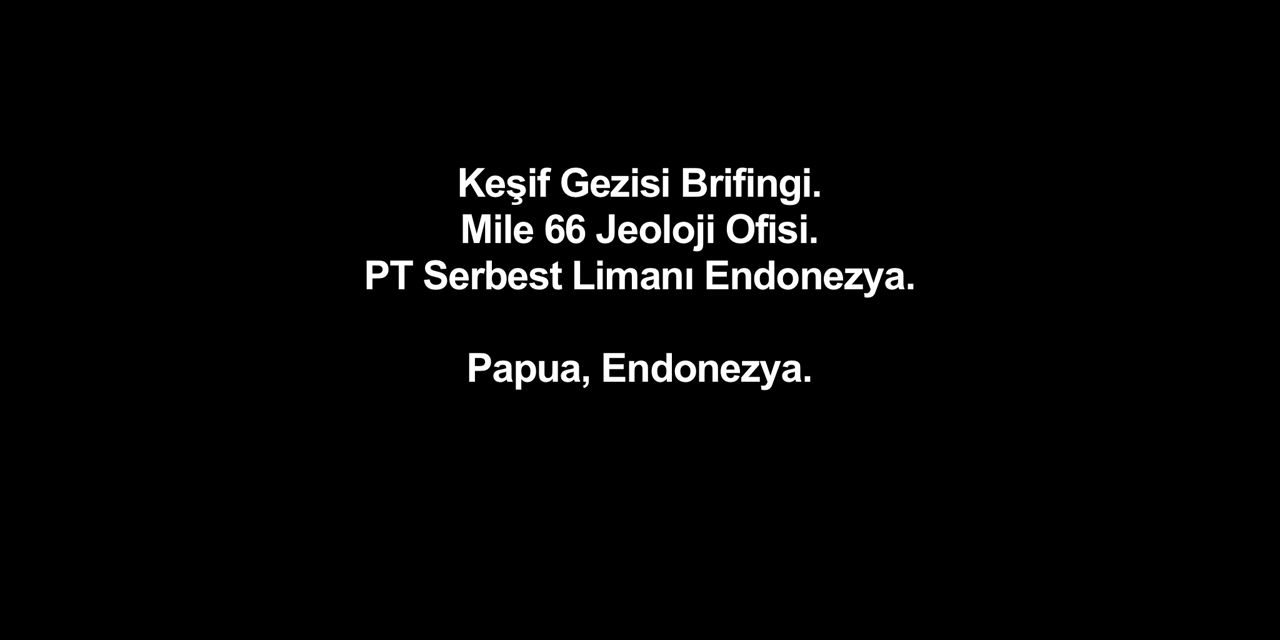 Keşif Gezisi Brifingi.
Mile 66 Jeoloji Ofisi.
PT Serbest Limanı Endonezya.
Papua, Endonezya.